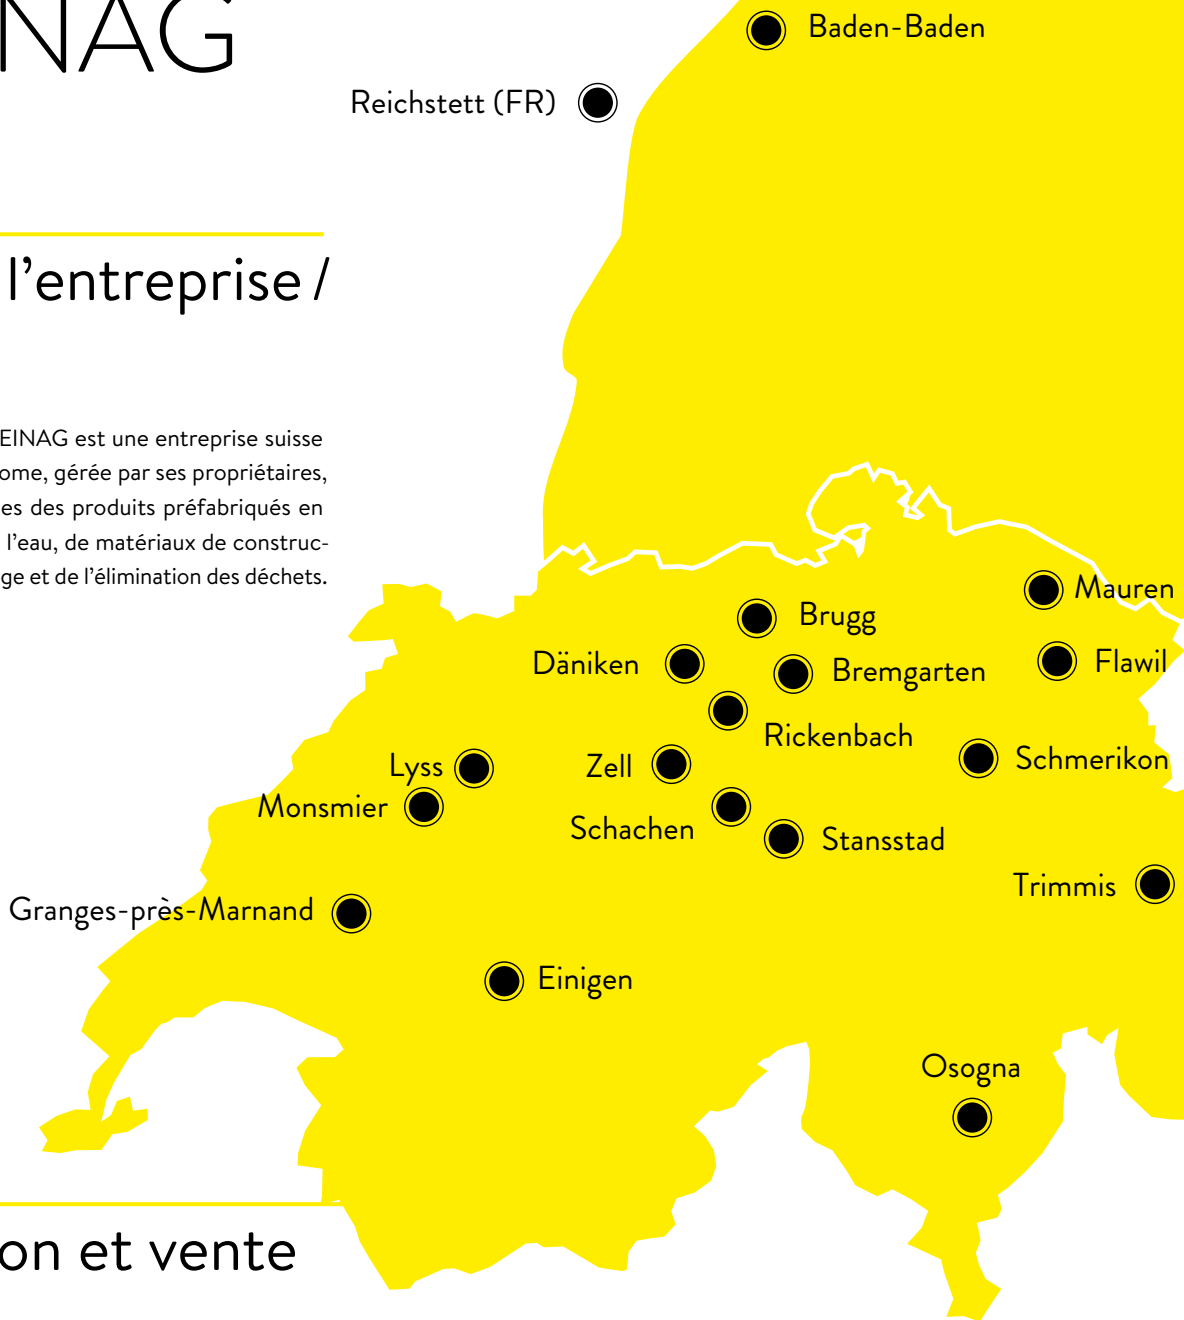 NAG
Baden-Baden
Reichstett (FR)
l’entreprise /
EINAG est une entreprise suisse
ome, gérée par ses propriétaires,
es des produits préfabriqués en
l’eau, de matériaux de construc-
ge et de l’élimination des déchets.
Mauren
Brugg
Däniken
Bremgarten
Flawil
Rickenbach
Lyss
Zell
Schmerikon
Monsmier
Schachen
Stansstad
Trimmis
Granges-près-Marnand
Einigen
Osogna
on et vente